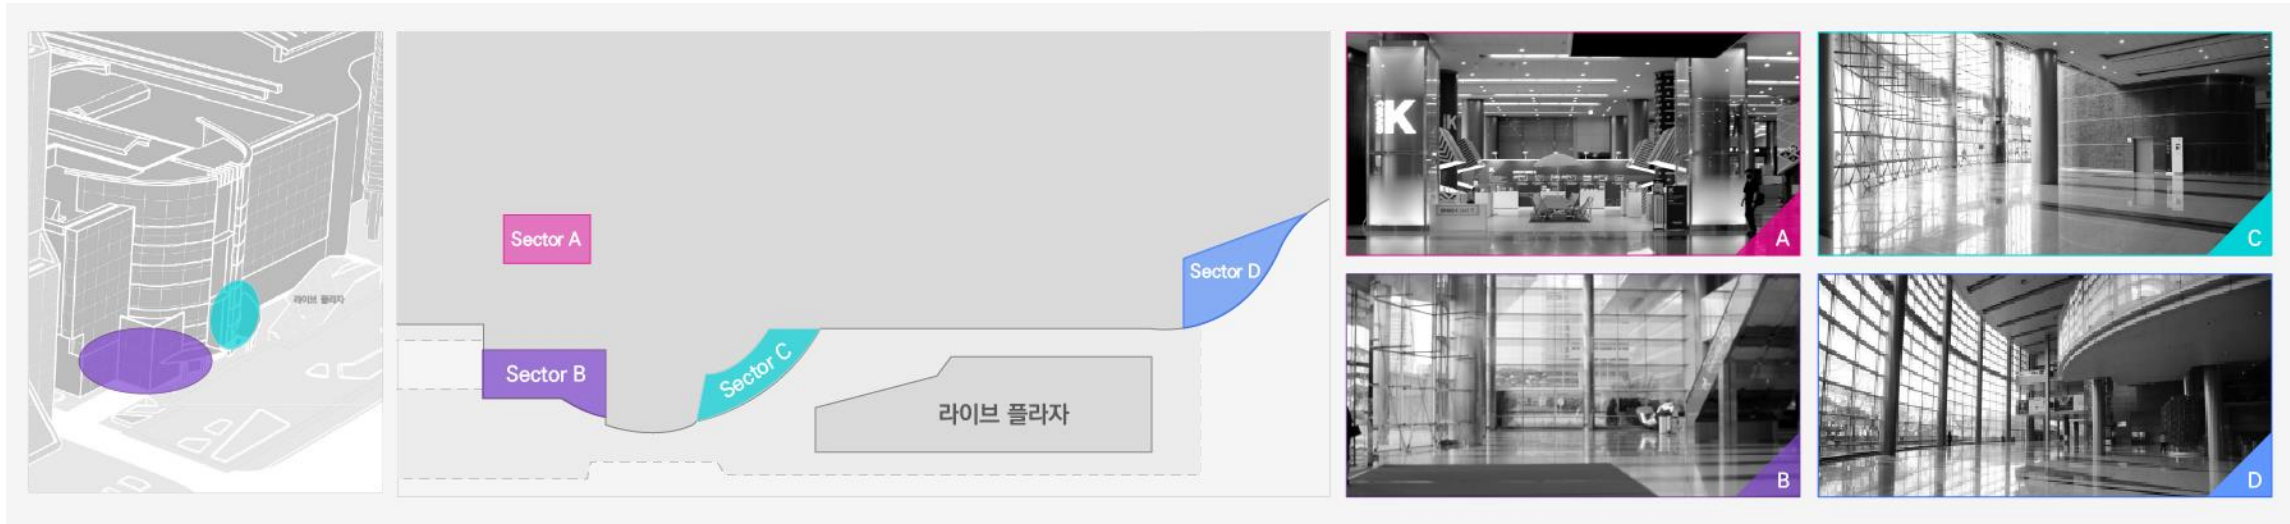 라이브 플라자
Sector A
Sector B
Sector C
Sector D
라이브 플라자
K
K
A
C
B
D